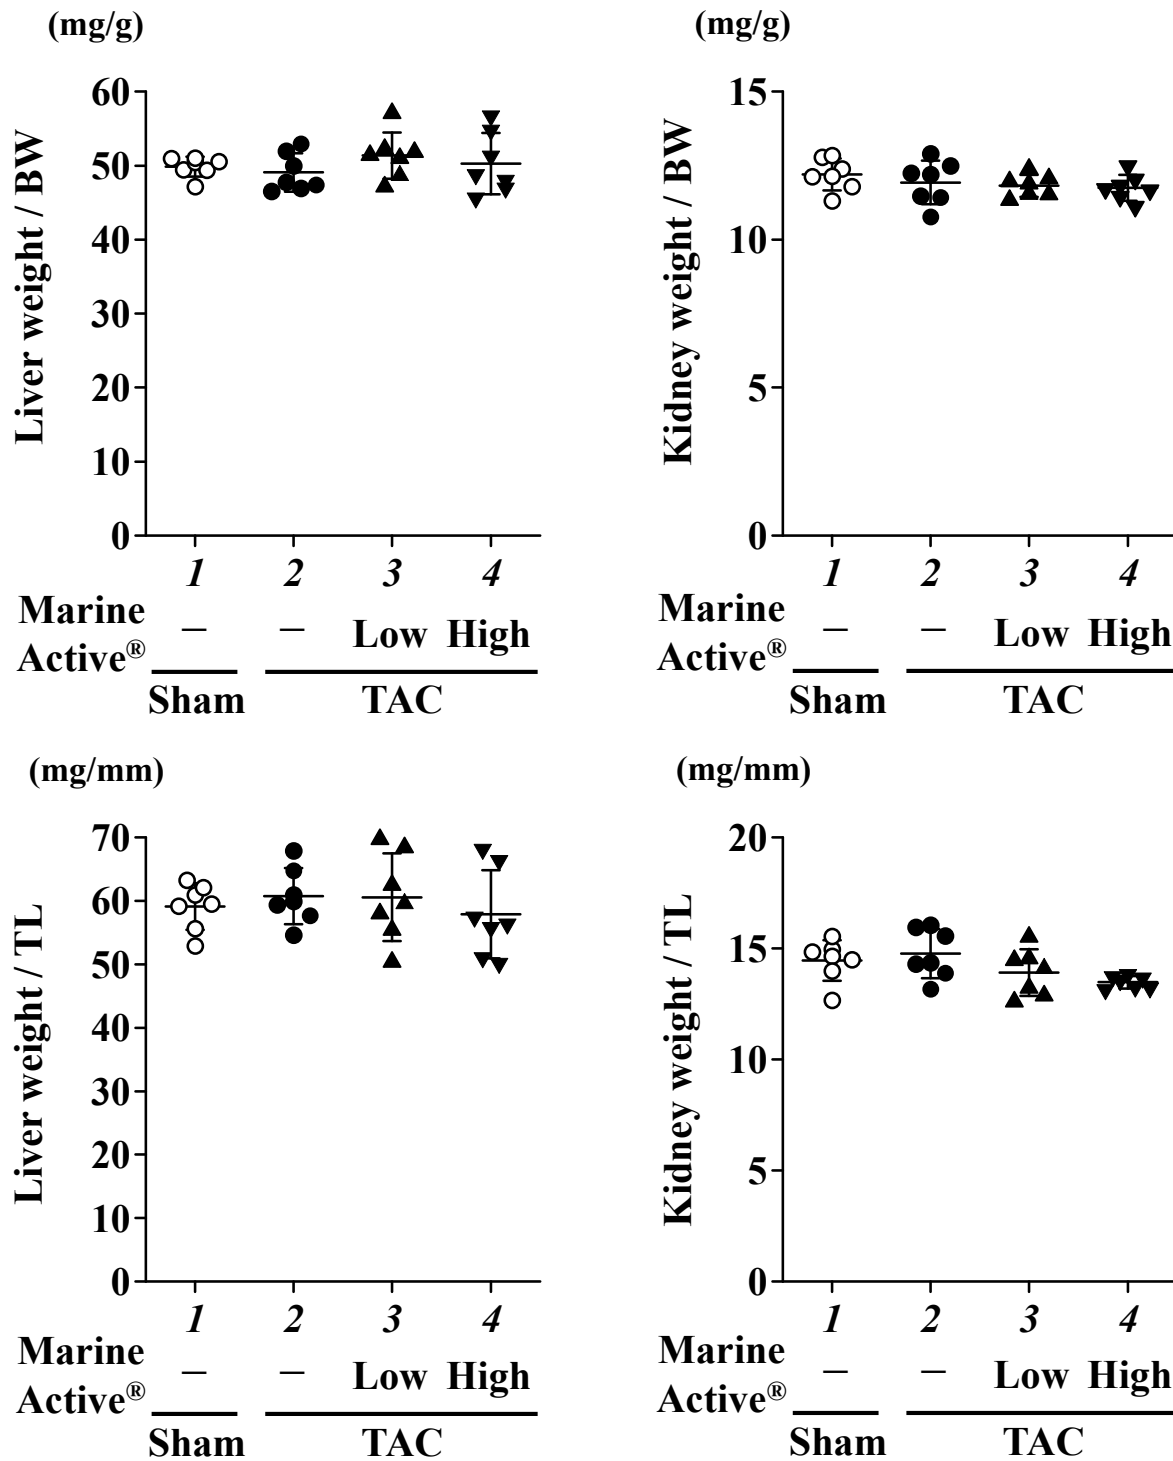 (mg/g)
Liver weight / BW
60
50
40
30
20
10
0
1 2 3 4
Marine
Active® – – Low High
Sham TAC
(mg/g)
Kidney weight / BW
15
10
5
0
1 2 3 4
Marine
Active® – – Low High
Sham TAC
(mg/mm)
Liver weight / TL
70
60
50
40
30
20
10
0
1 2 3 4
Marine
Active® – – Low High
Sham TAC
(mg/mm)
Kidney weight / TL
20
15
10
5
0
1 2 3 4
Marine
Active® – – Low High
Sham TAC